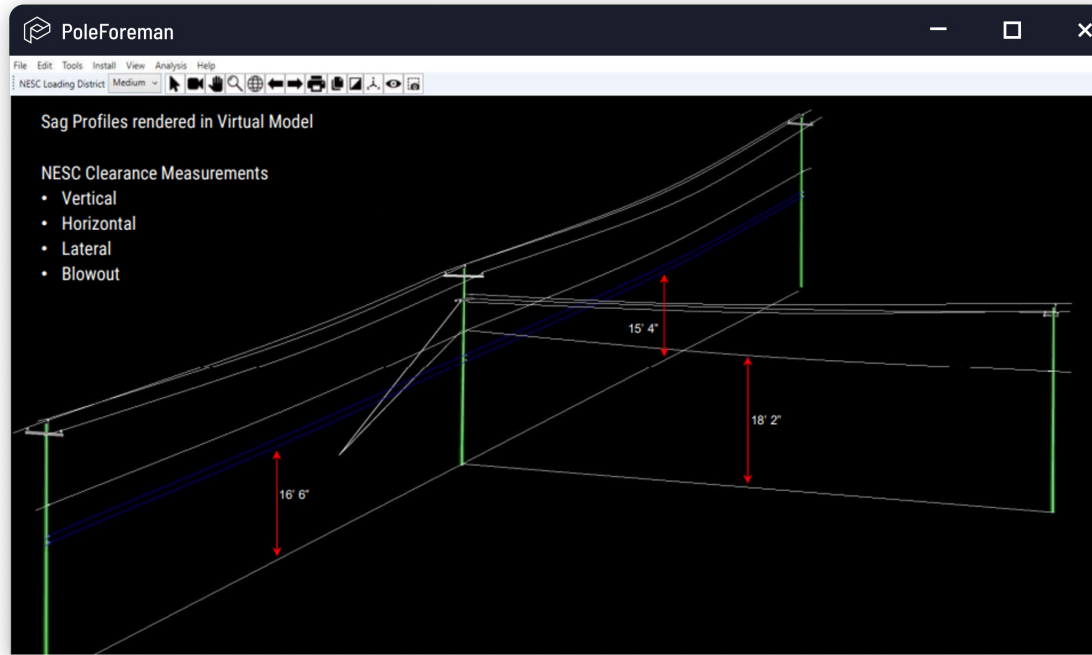 PoleForeman
File Edit Tools Install View Analysis Help
NESC Loading District Medium
Sag Profiles rendered in Virtual Model
NESC Clearance Measurements
• Vertical
• Horizontal
• Lateral
• Blowout
15' 4"
18' 2"
16' 6"